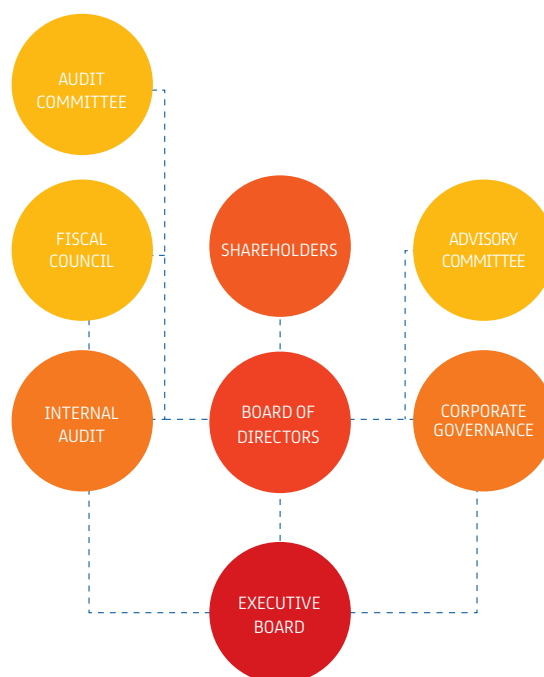 AUDIT
COMMITTEE
FISCAL
COUNCIL
SHAREHOLDERS
ADVISORY
COMMITTEE
INTERNAL
AUDIT
BOARD OF
DIRECTORS
CORPORATE
GOVERNANCE
EXECUTIVE
BOARD